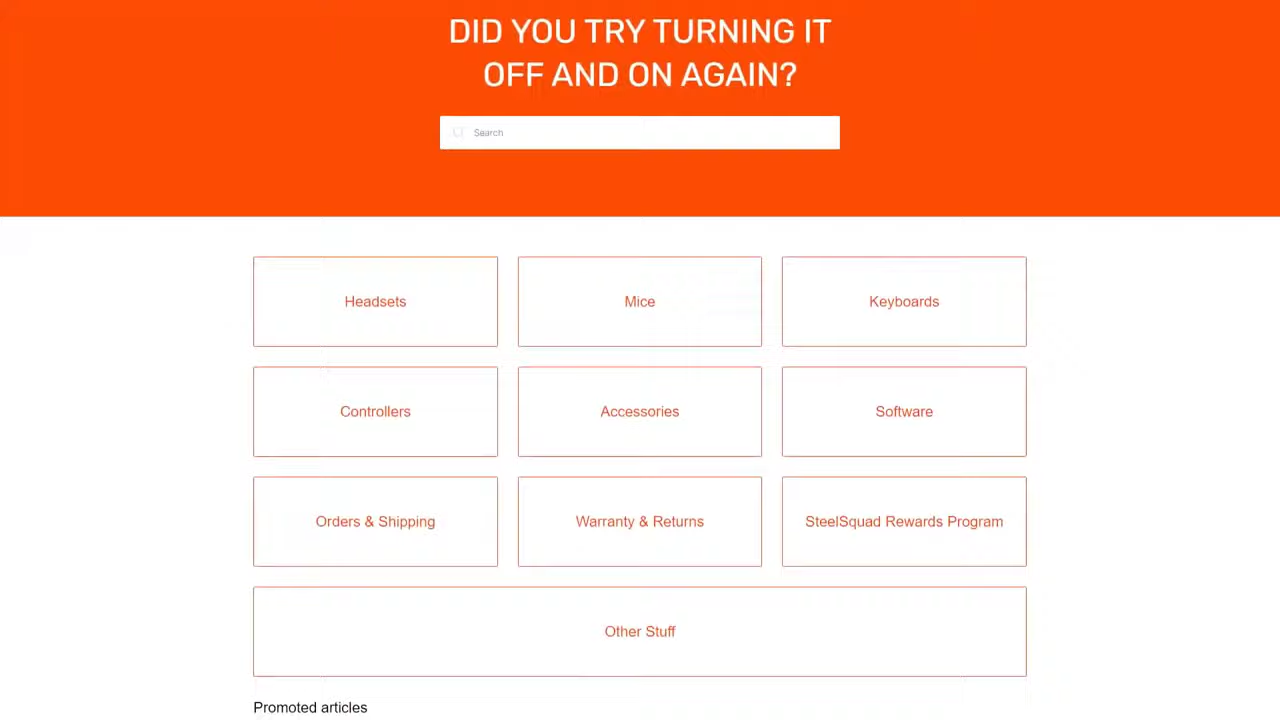 DID YOU TRY TURNING IT
OFF AND ON AGAIN?
Search
Headsets
Mice
Keyboards
Controllers
Accessories
Software
Orders & Shipping
Warranty & Returns
SteelSquad Rewards Program
Other Stuff
Promoted articles